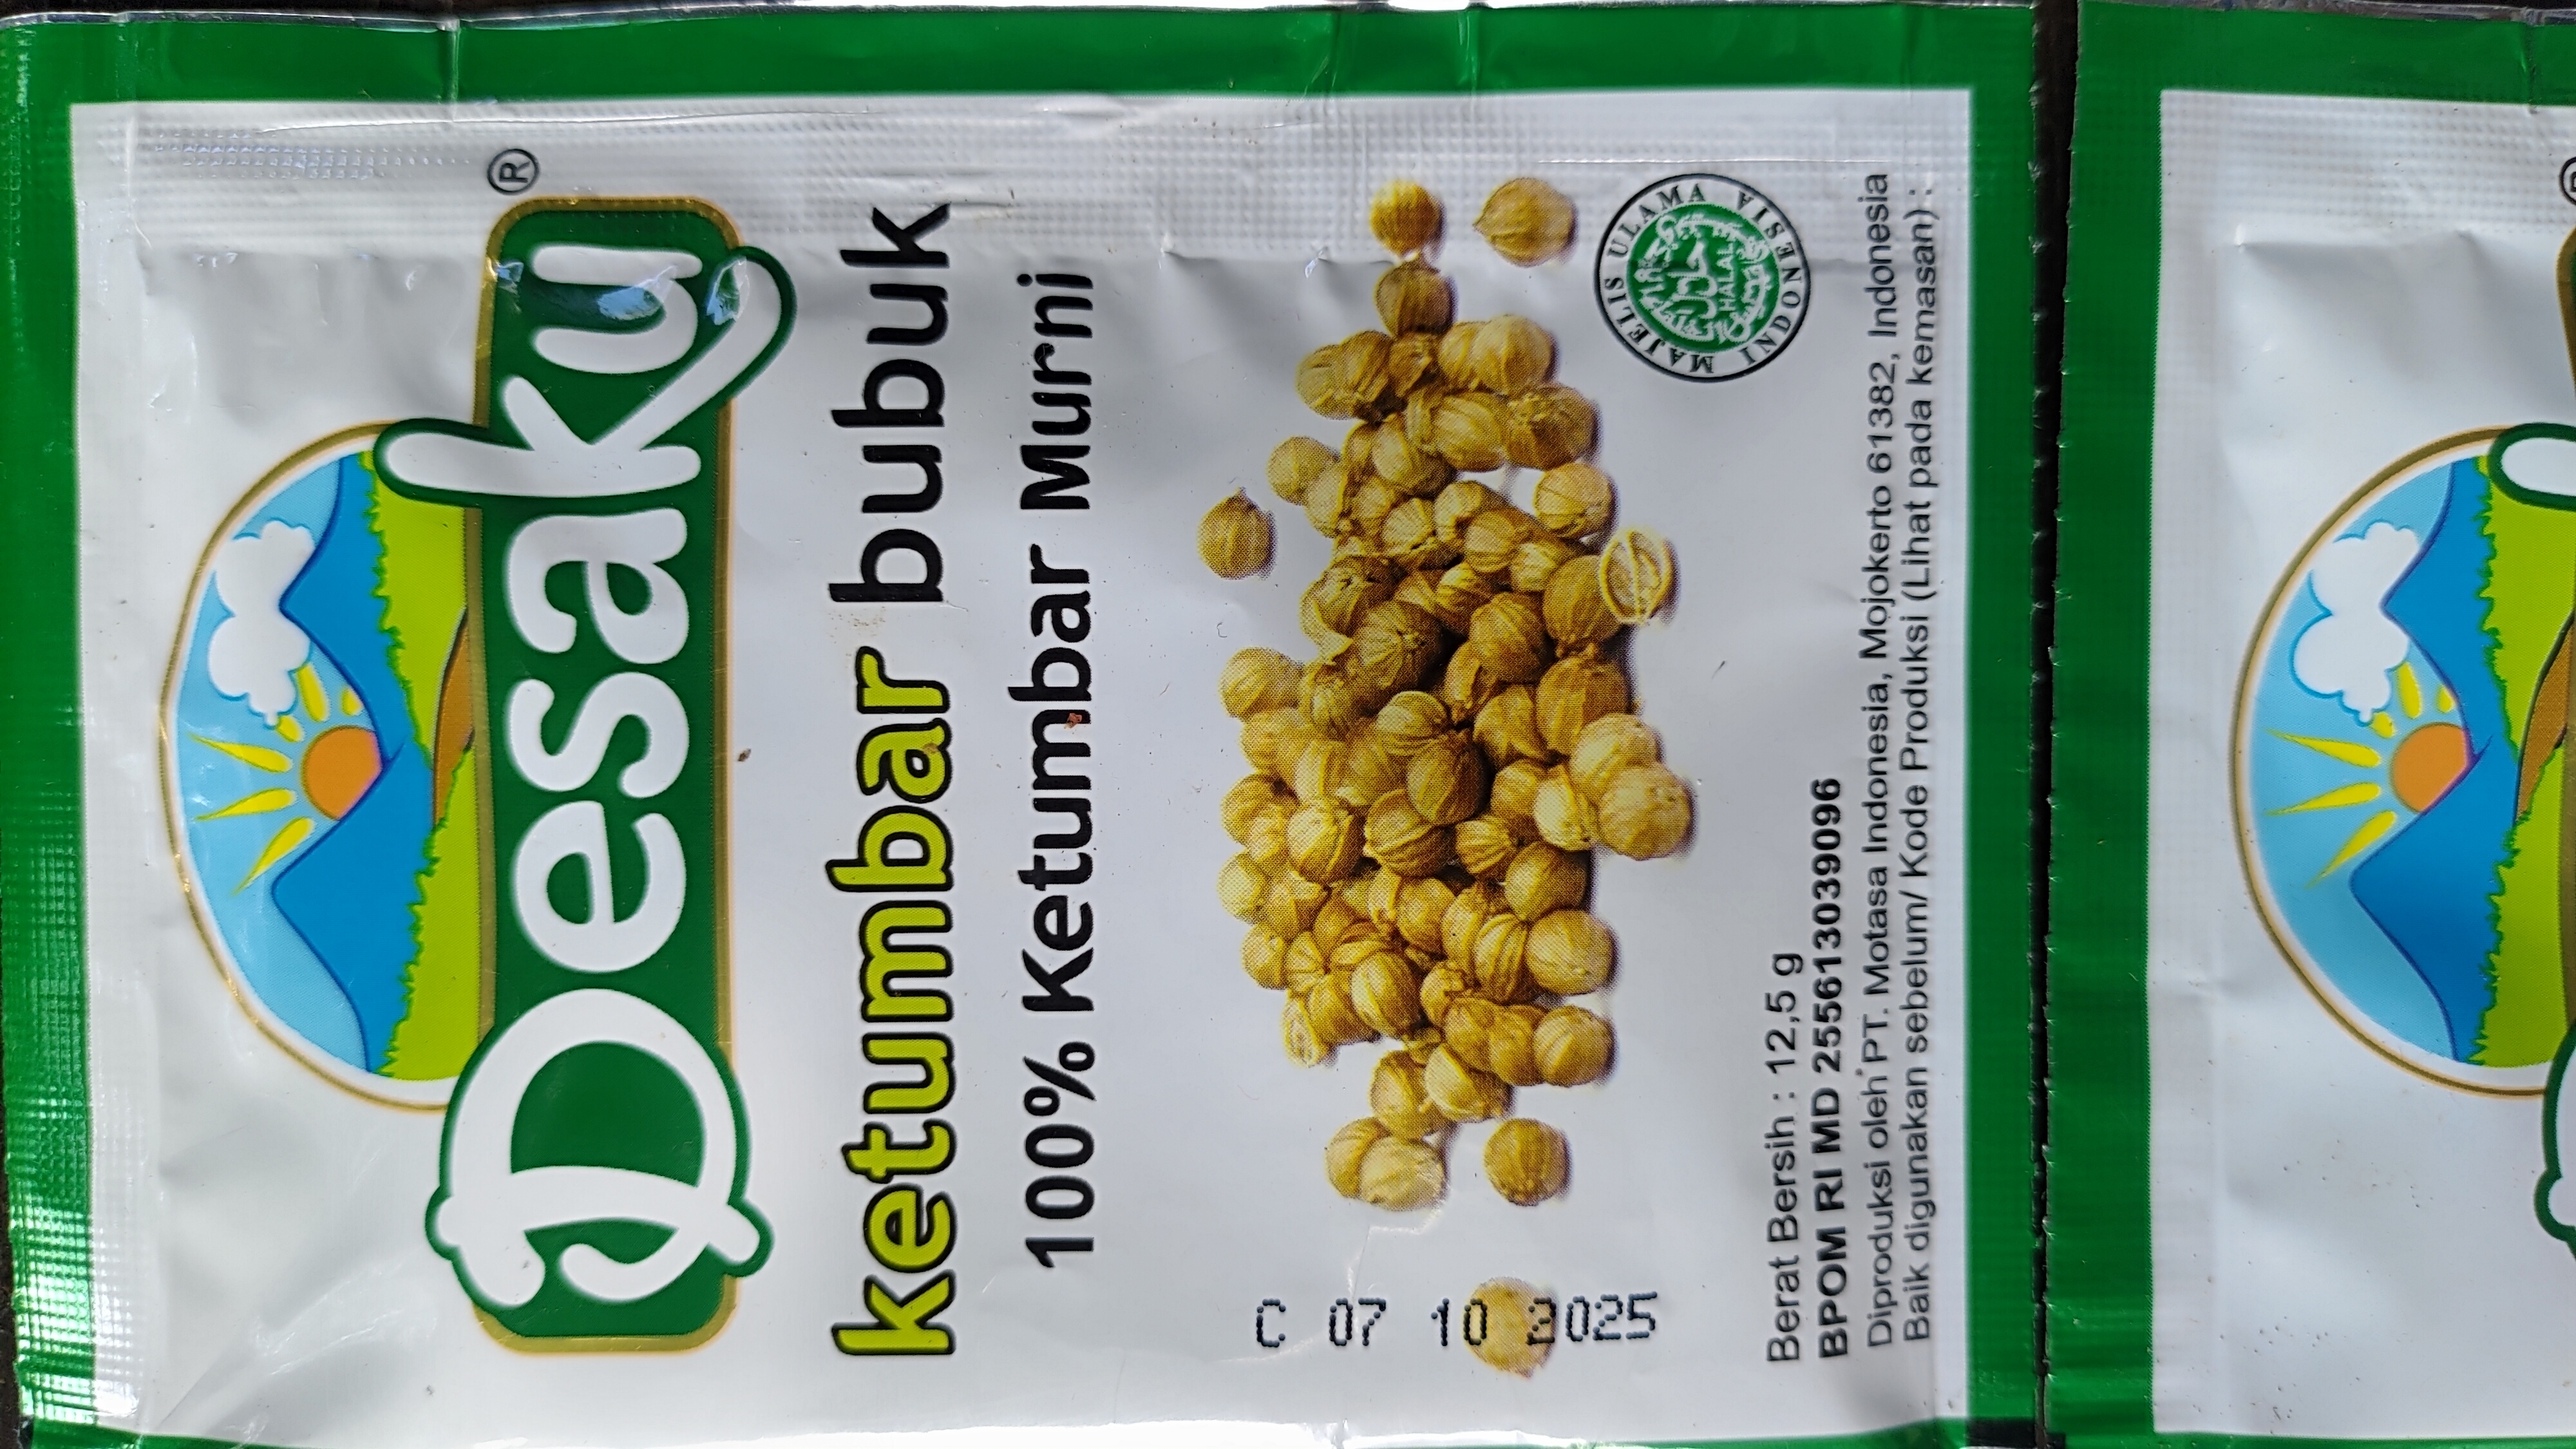 Desaku ®
ketumbar bubuk
100% Ketumbar Murni
C 07 10 2025
MAJELIS ULAMA
حلال
HALAL
INDONESIA
Berat Bersih : 12,5 g
BPOM RI MD 255613039096
Diproduksi oleh PT. Motasa Indonesia, Mojokerto 61382, Indonesia
Baik digunakan sebelum/ Kode Produksi (Lihat pada kemasan) :
®